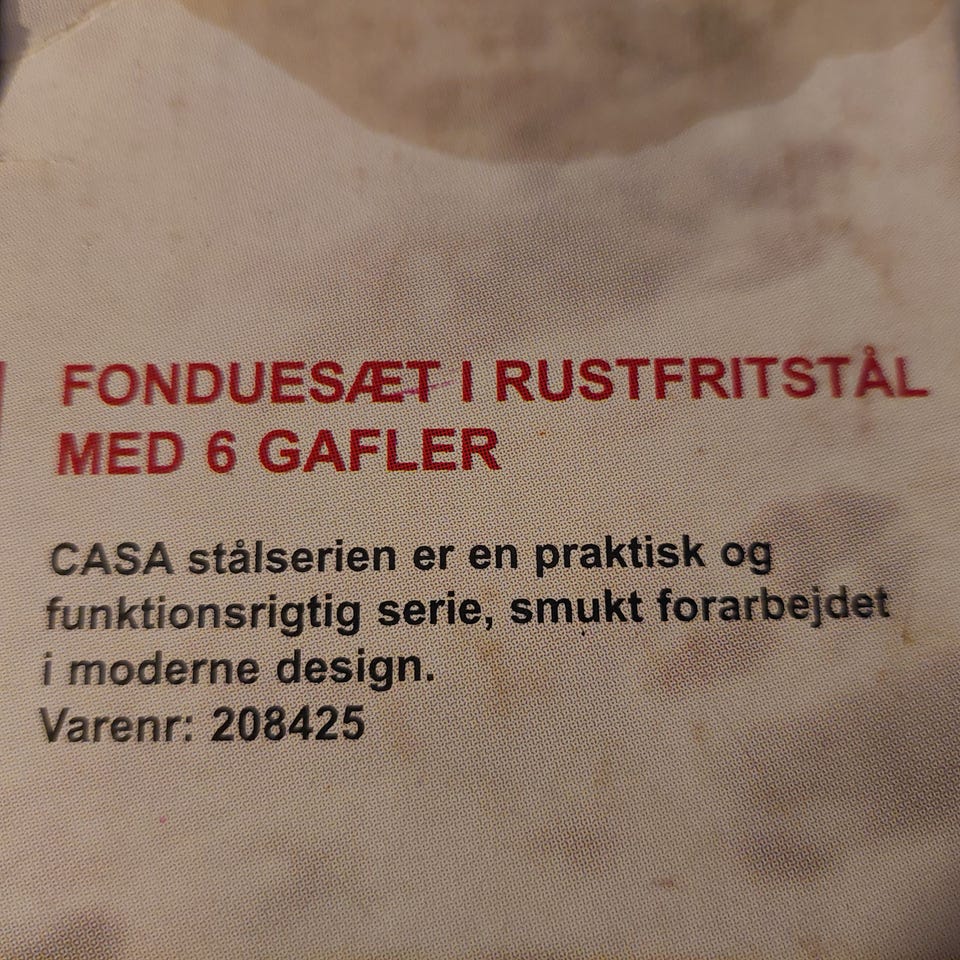 FONDUESÆT I RUSTFRITSTÅL
MED 6 GAFLER
CASA stålserien er en praktisk og
funktionsrigtig serie, smukt forarbejdet
i moderne design.
Varenr: 208425